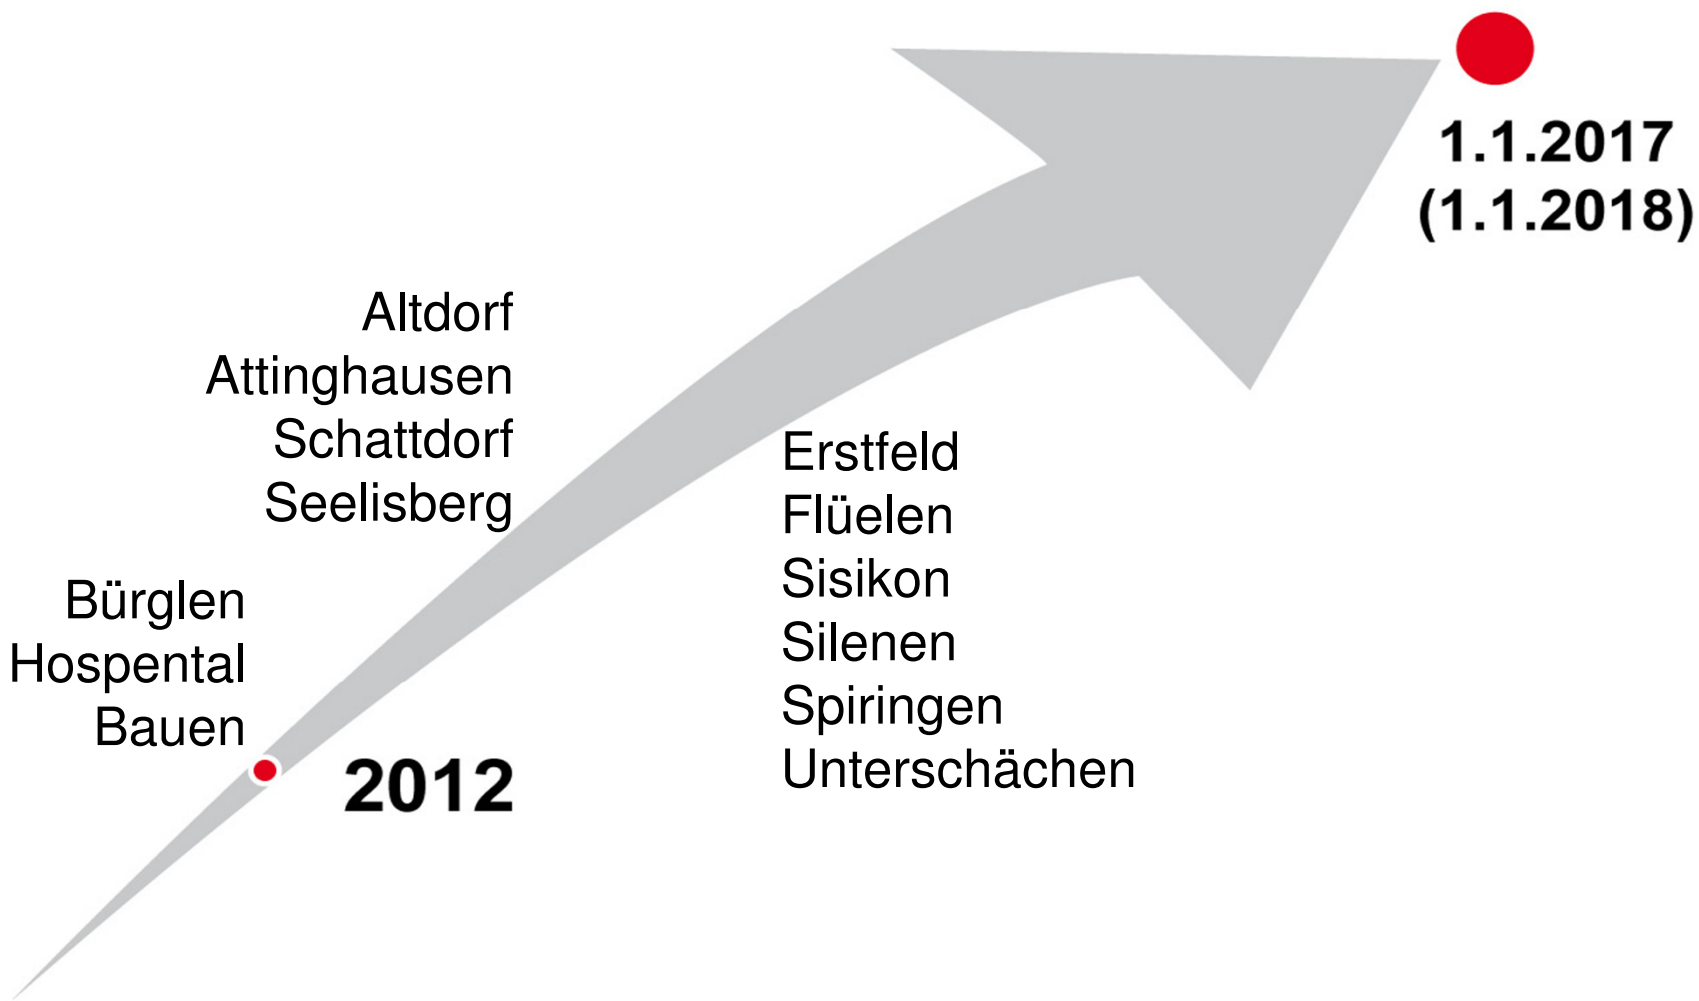 1.1.2017
(1.1.2018)
Altdorf
Attinghausen
Schattdorf
Seelisberg
Erstfeld
Flüelen
Sisikon
Silenen
Spiringen
Unterschächen
Bürglen
Hospental
Bauen
2012